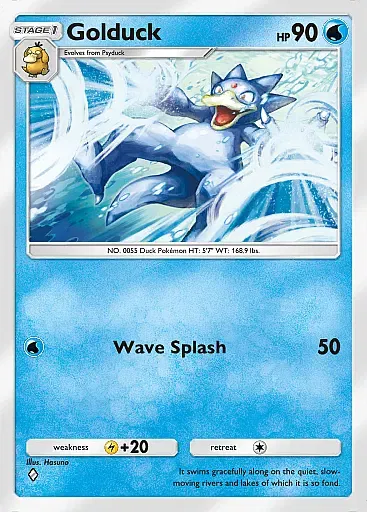 STAGE 1
Golduck
HP 90
Evolves from Psyduck
NO. 0055 Duck Pokémon HT: 5'7" WT: 168.9 lbs.
Wave Splash 50
weakness +20 retreat
Illus. Hasuno
It swims gracefully along on the quiet, slow-
moving rivers and lakes of which it is so fond.